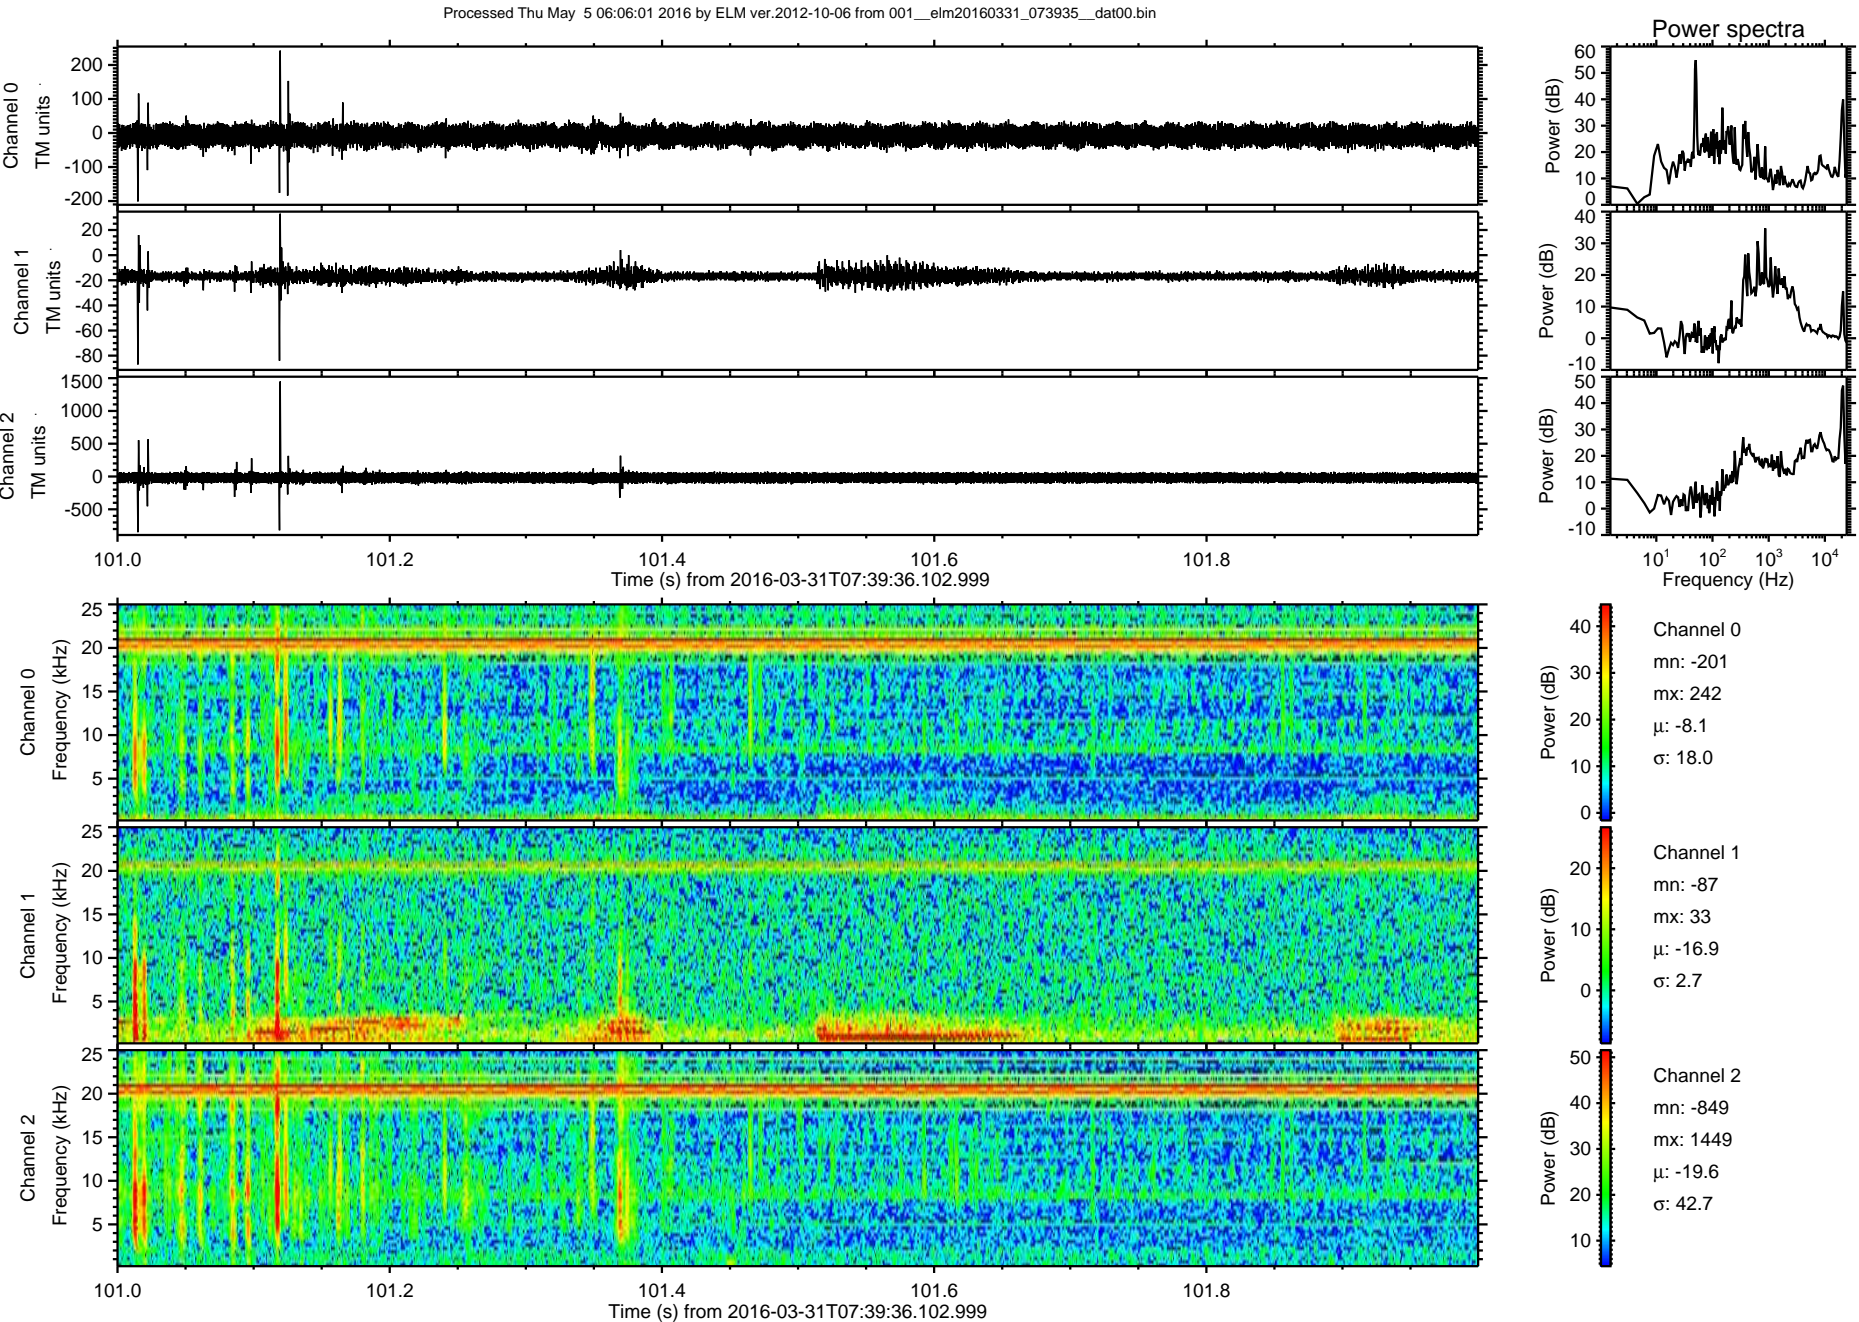 Processed Thu May  5 06:06:01 2016 by ELM ver.2012-10-06 from 001__elm20160331_073935__dat00.bin
Power spectra
Channel 0
TM units
200
100
0
-100
-200
Power (dB)
60
50
40
30
20
10
0
Channel 1
TM units
20
0
-20
-40
-60
-80
Power (dB)
40
30
20
10
0
-10
Channel 2
TM units
1500
1000
500
0
-500
Power (dB)
50
40
30
20
10
0
-10
101.0 101.2 101.4 101.6 101.8
Time (s) from 2016-03-31T07:39:36.102.999
10^1 10^2 10^3 10^4
Frequency (Hz)
Channel 0
Frequency (kHz)
25
20
15
10
5
Power (dB)
40
30
20
10
0
Channel 0
mn: -201
mx: 242
μ: -8.1
σ: 18.0
Channel 1
Frequency (kHz)
25
20
15
10
5
Power (dB)
20
10
0
Channel 1
mn: -87
mx: 33
μ: -16.9
σ: 2.7
Channel 2
Frequency (kHz)
25
20
15
10
5
Power (dB)
50
40
30
20
10
Channel 2
mn: -849
mx: 1449
μ: -19.6
σ: 42.7
101.0 101.2 101.4 101.6 101.8
Time (s) from 2016-03-31T07:39:36.102.999